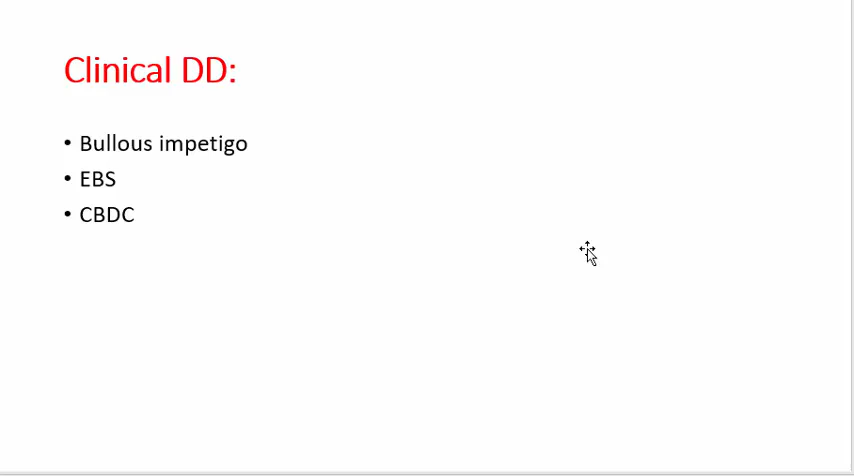 Clinical DD:
• Bullous impetigo
• EBS
• CBDC